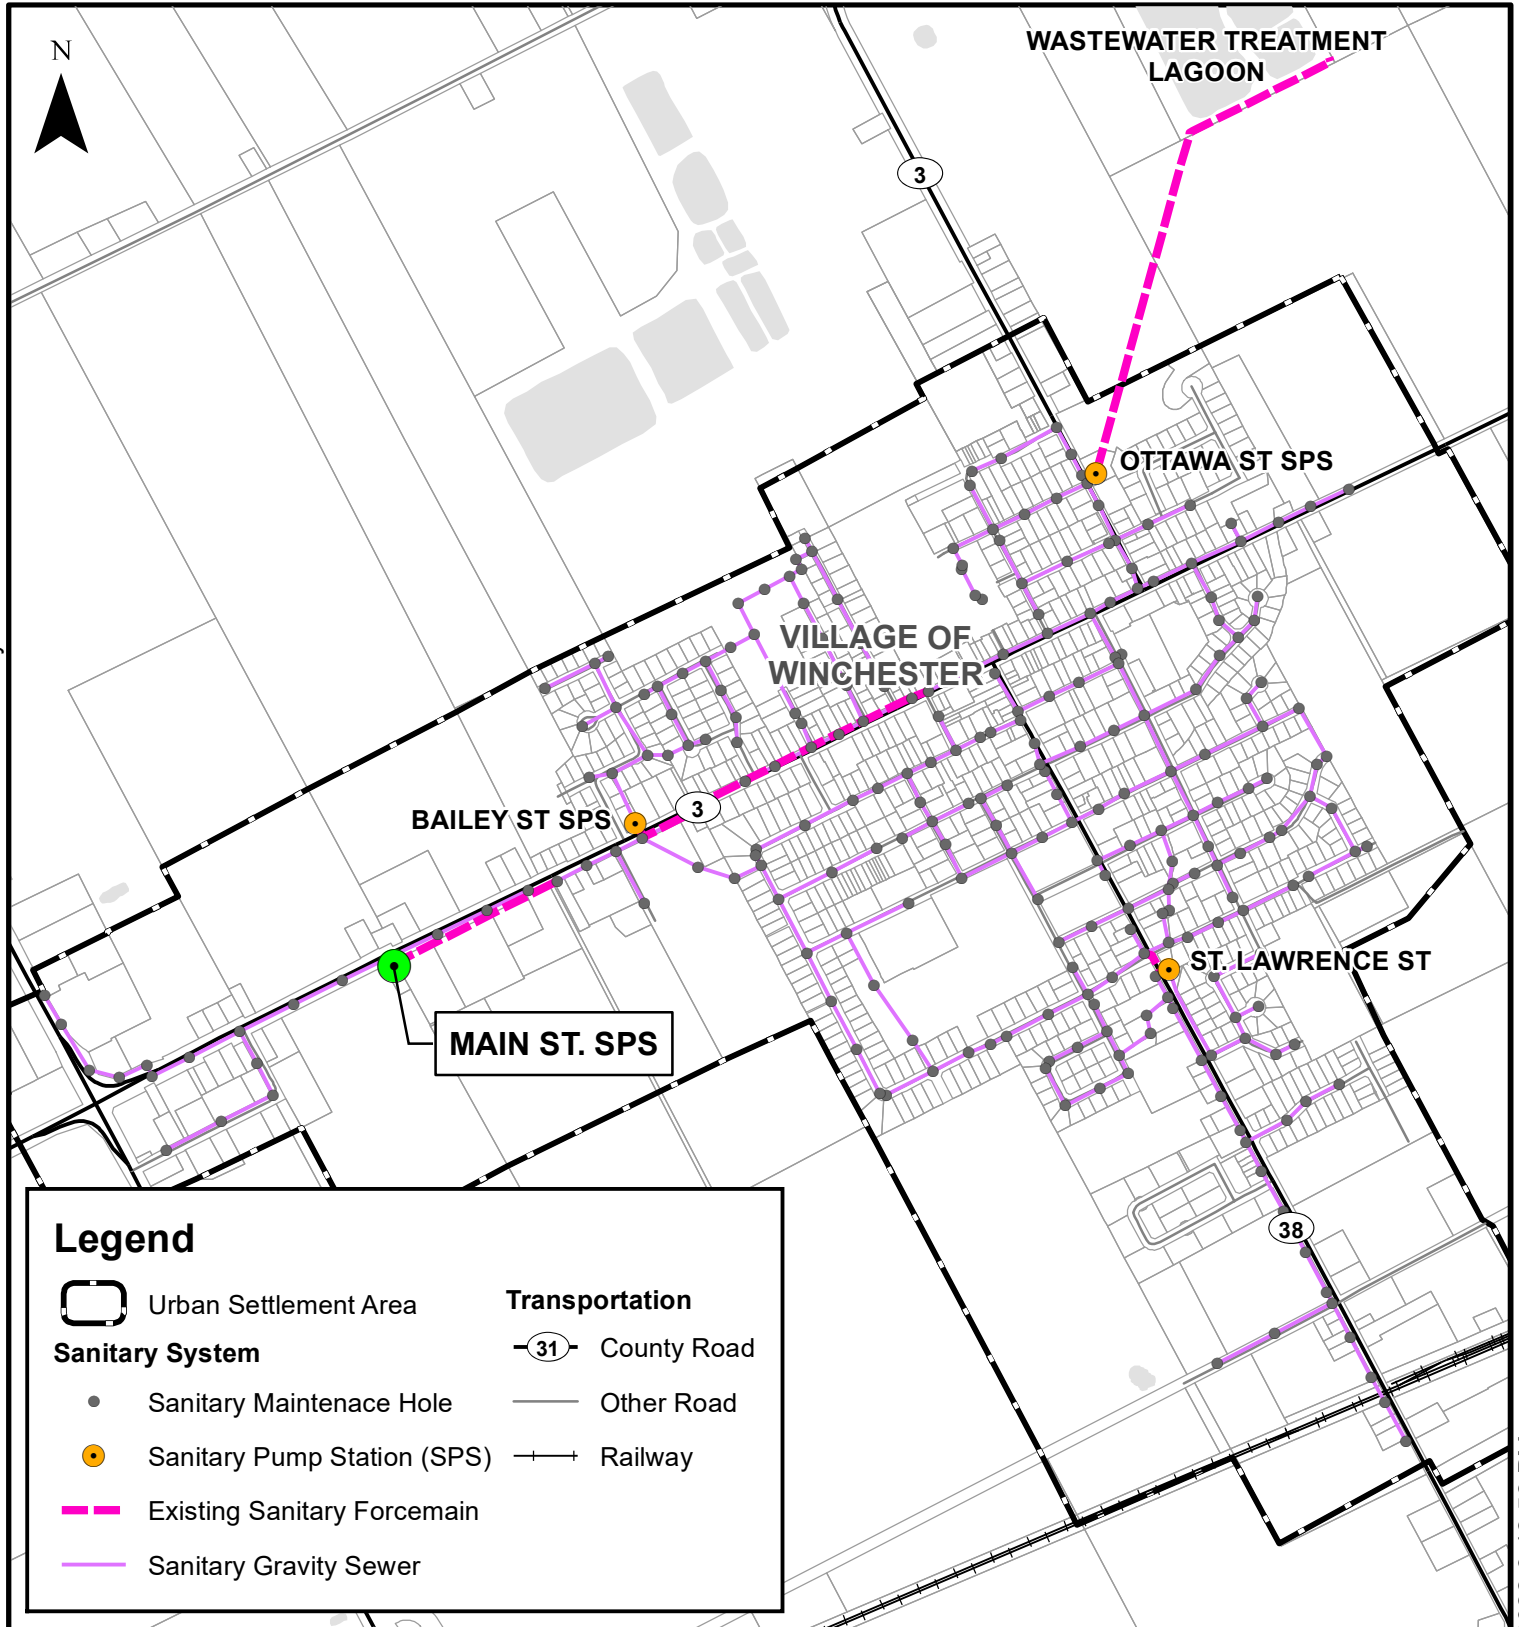 N
WASTEWATER TREATMENT
LAGOON
3
OTTAWA ST SPS
VILLAGE OF
WINCHESTER
3
BAILEY ST SPS
ST. LAWRENCE ST
MAIN ST. SPS
38
Legend
Urban Settlement Area
Sanitary System
Sanitary Maintenace Hole
Sanitary Pump Station (SPS)
Existing Sanitary Forcemain
Sanitary Gravity Sewer
Transportation
31 County Road
Other Road
Railway